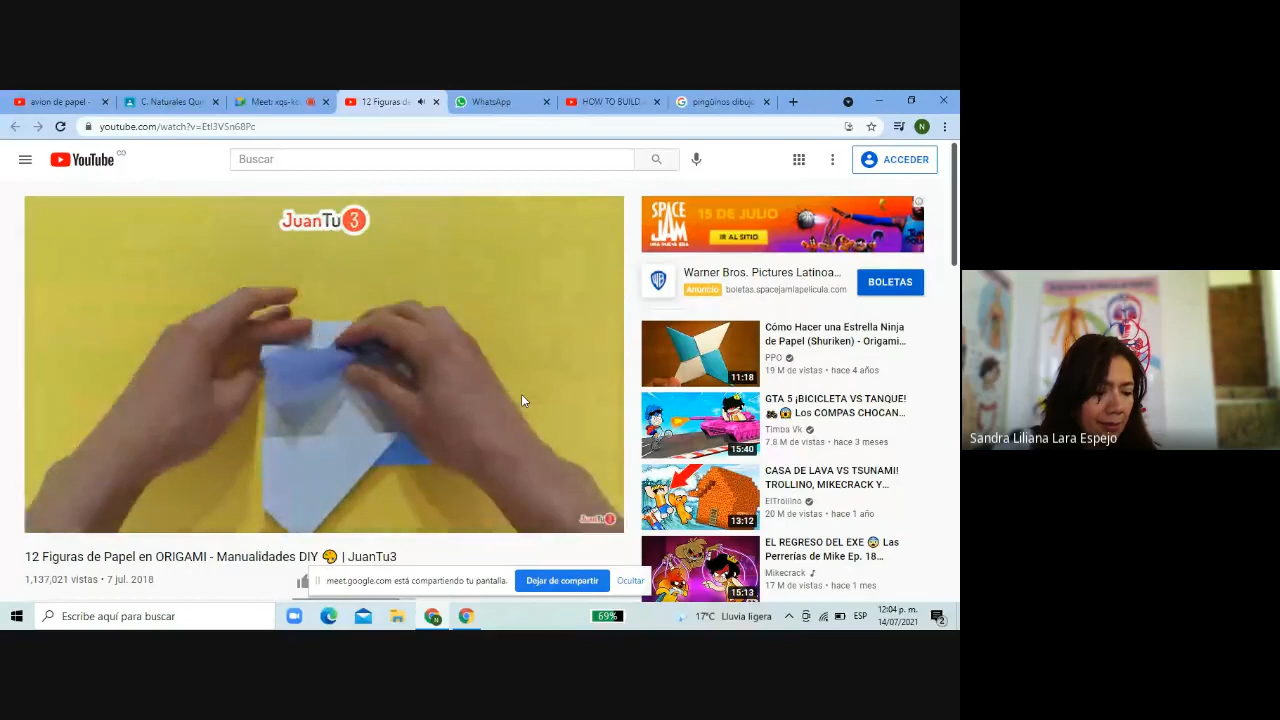 avion de papel -
C. Naturales Qui
Meet: xqs-k
12 Figuras de
WhatsApp
HOW TO BUILD
pingüinos dibuj
youtube.com/watch?v=Etl3VSn68Pc
N
YouTube CO
Buscar
ACCEDER
JuanTu 3
JuanTu3
12 Figuras de Papel en ORIGAMI - Manualidades DIY 🎨 | JuanTu3
1,137,021 vistas • 7 jul. 2018
SPACE
JAM
15 DE JULIO
IR AL SITIO
Warner Bros. Pictures Latinoa...
Anuncio boletas.spacejamlapelicula.com
BOLETAS
11:18
Cómo Hacer una Estrella Ninja
de Papel (Shuriken) - Origami...
PPO
19 M de vistas • hace 4 años
15:40
GTA 5 ¡BICICLETA VS TANQUE!
🚲😱 Los COMPAS CHOCAN...
Timba Vk
7.8 M de vistas • hace 3 meses
13:12
CASA DE LAVA VS TSUNAMI!
TROLLINO, MIKECRACK Y...
ElTrollino
20 M de vistas • hace 1 año
15:13
EL REGRESO DEL EXE 😨 Las
Perrerías de Mike Ep. 18...
Mikecrack
17 M de vistas • hace 1 mes
meet.google.com está compartiendo tu pantalla.
Dejar de compartir
Ocultar
Escribe aquí para buscar
69%
17°C Lluvia ligera
ESP
12:04 p. m.
14/07/2021
2
Sandra Liliana Lara Espejo